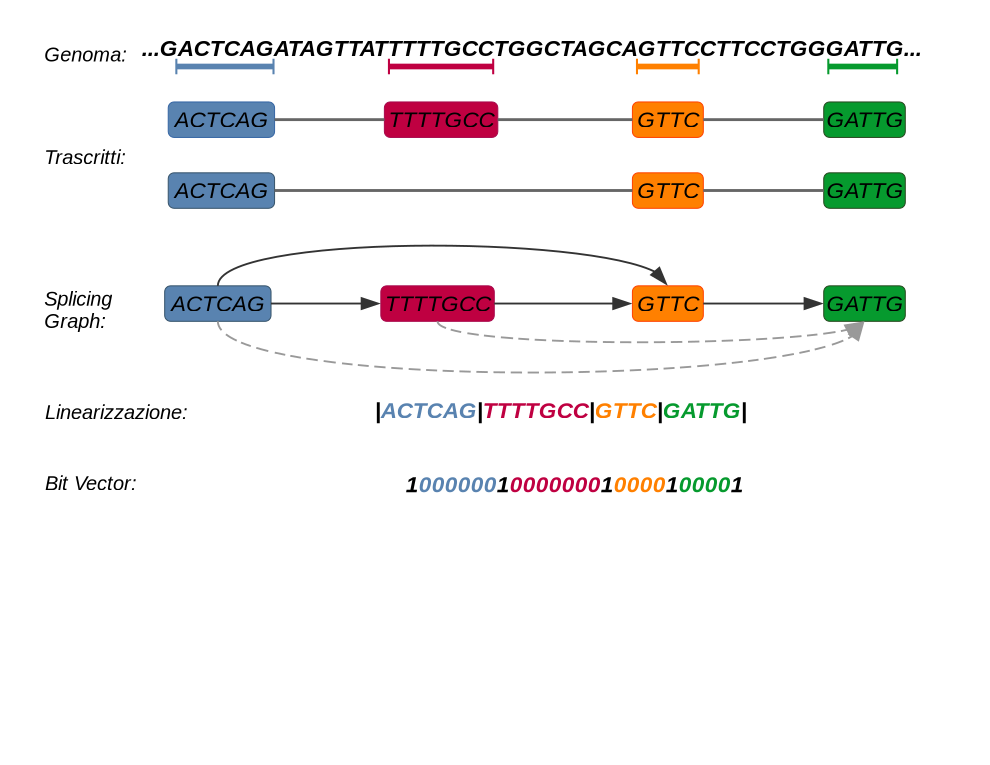 Genoma: ...GACTCAGATAGTTATTTTTGCCTGGCTAGCAGTTCCTTCCTGGGATTG...
ACTCAG TTTTGCC GTTC GATTG
Trascritti:
ACTCAG GTTC GATTG
Splicing
Graph:
ACTCAG TTTTGCC GTTC GATTG
Linearizzazione: |ACTCAG|TTTTGCC|GTTC|GATTG|
Bit Vector: 10000001000000010000100001